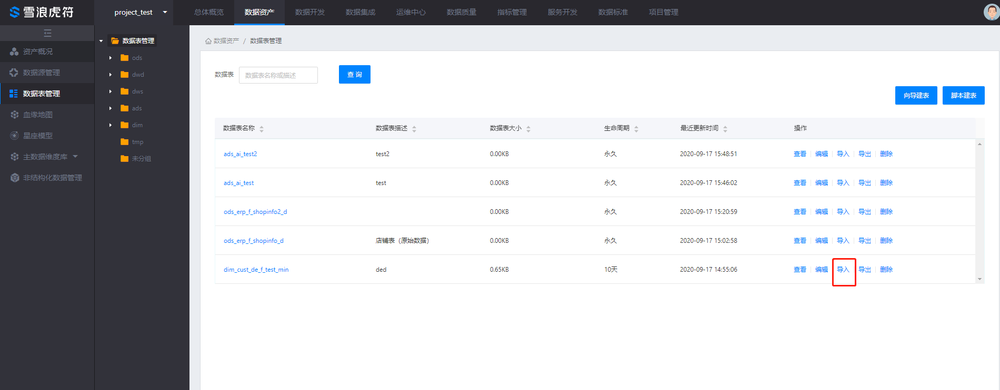 雪浪虎符 project_test 总体概览 数据资产 数据开发 数据集成 运维中心 数据质量 指标管理 服务开发 数据标准 项目管理
资产概况
数据源管理
数据表管理
血缘地图
星座模型
主数据维度库
非结构化数据管理
数据表管理
ods
dwd
dws
ads
dim
tmp
未分组
数据资产 / 数据表管理
数据表 数据表名称或描述 查 询
向导建表 脚本建表
数据表名称 数据表描述 数据表大小 生命周期 最近更新时间 操作
ads_ai_test2 test2 0.00KB 永久 2020-09-17 15:48:51 查看 编辑 导入 导出 删除
ads_ai_test test 0.00KB 永久 2020-09-17 15:46:02 查看 编辑 导入 导出 删除
ods_erp_f_shopinfo2_d 0.00KB 永久 2020-09-17 15:20:59 查看 编辑 导入 导出 删除
ods_erp_f_shopinfo_d 店铺表（原始数据） 0.00KB 永久 2020-09-17 15:02:58 查看 编辑 导入 导出 删除
dim_cust_de_f_test_min ded 0.65KB 10天 2020-09-17 14:55:06 查看 编辑 导入 导出 删除